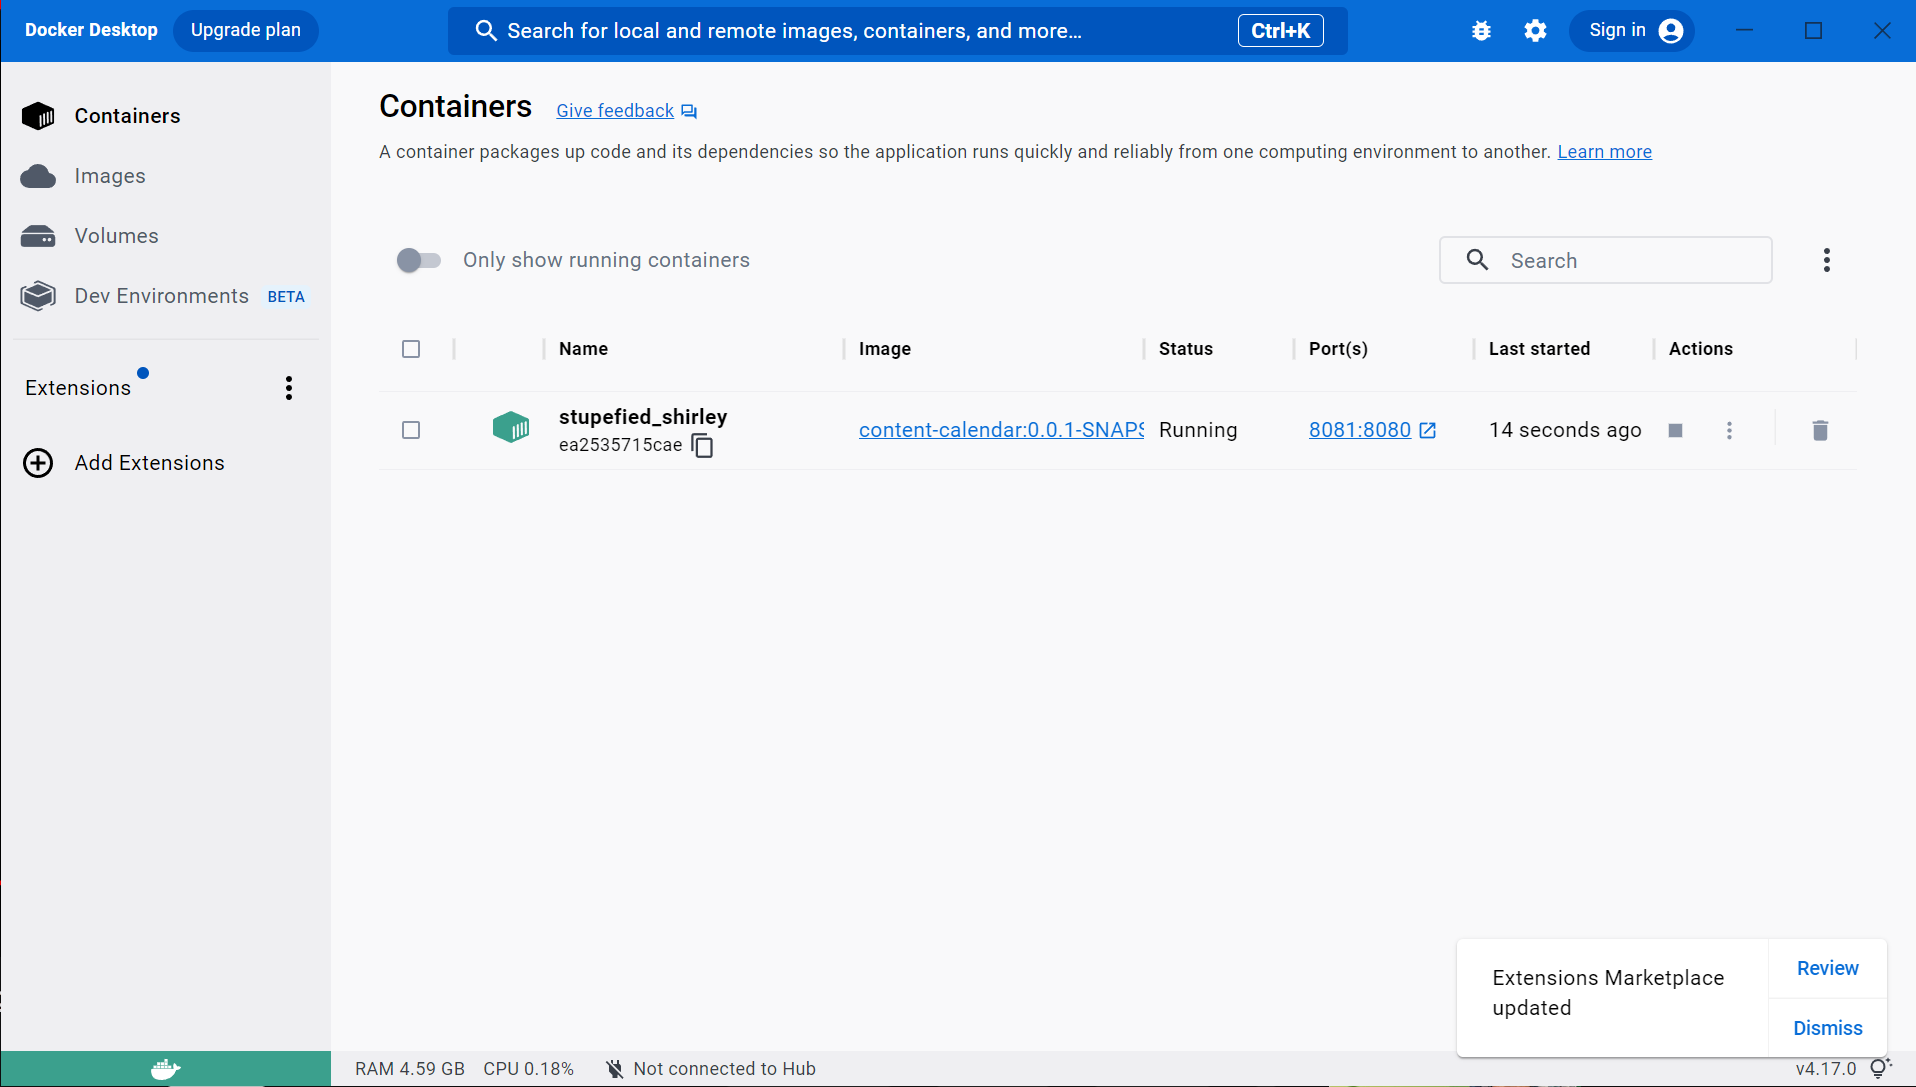 Docker Desktop Upgrade plan Search for local and remote images, containers, and more... Ctrl+K Sign in
Containers
Images
Volumes
Dev Environments BETA
Extensions
Add Extensions
Containers Give feedback
A container packages up code and its dependencies so the application runs quickly and reliably from one computing environment to another. Learn more
Only show running containers Search
Name Image Status Port(s) Last started Actions
stupefied_shirley
ea2535715cae content-calendar:0.0.1-SNAPS Running 8081:8080 14 seconds ago
Extensions Marketplace
updated
Review
Dismiss
RAM 4.59 GB CPU 0.18% Not connected to Hub v4.17.0